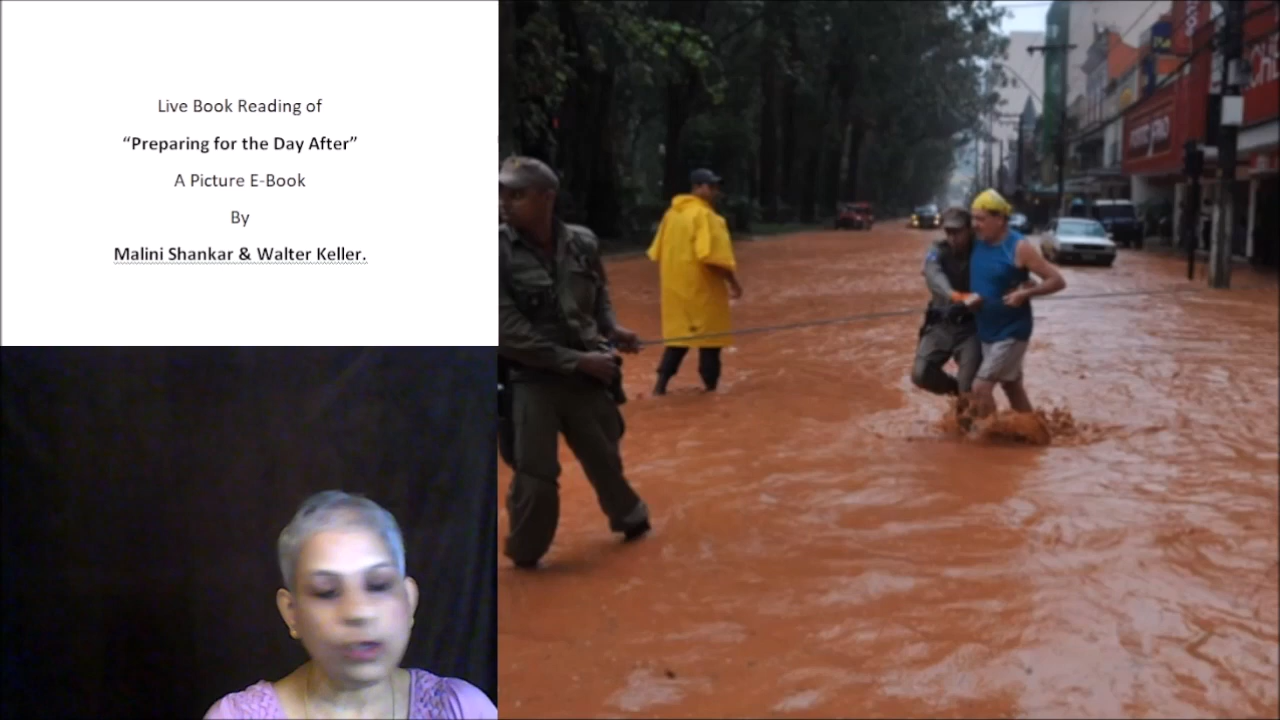 Live Book Reading of
“Preparing for the Day After”
A Picture E-Book
By
Malini Shankar & Walter Keller.